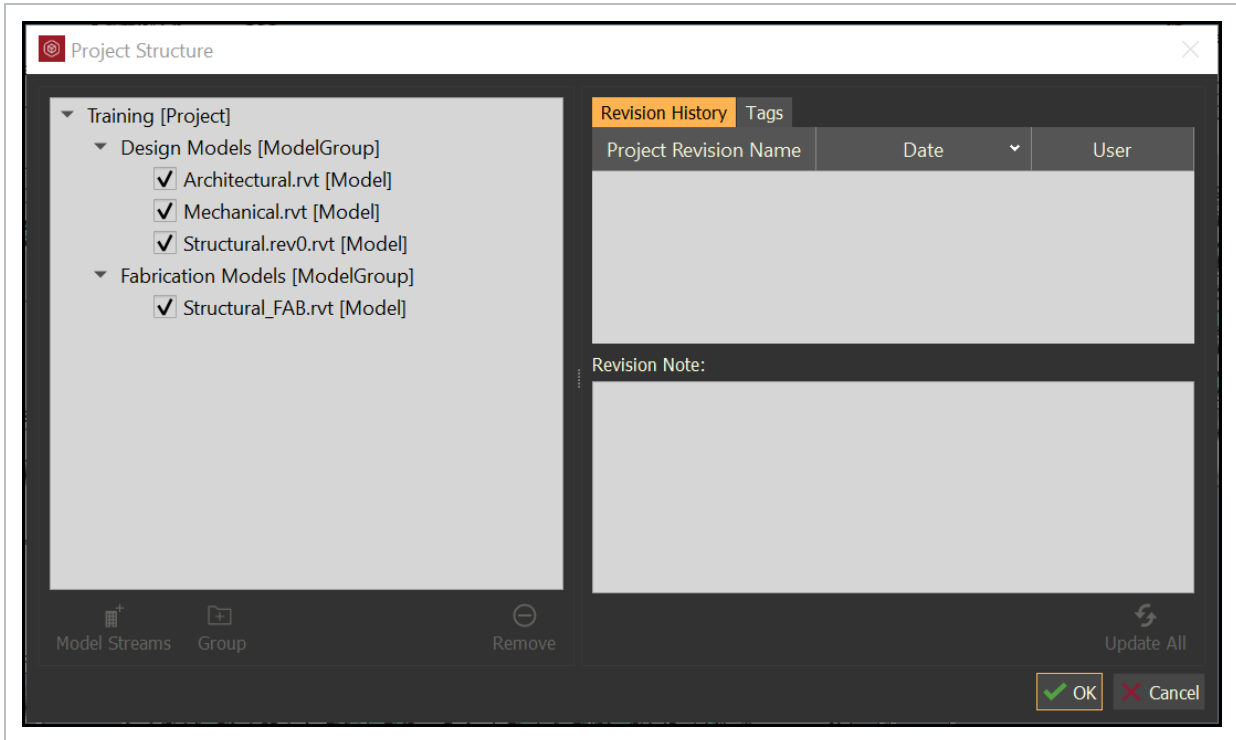 Project Structure
Training [Project]
Design Models [ModelGroup]
Architectural.rvt [Model]
Mechanical.rvt [Model]
Structural.rev0.rvt [Model]
Fabrication Models [ModelGroup]
Structural_FAB.rvt [Model]
Model Streams Group Remove
Revision History Tags
Project Revision Name Date User
Revision Note:
Update All
OK Cancel